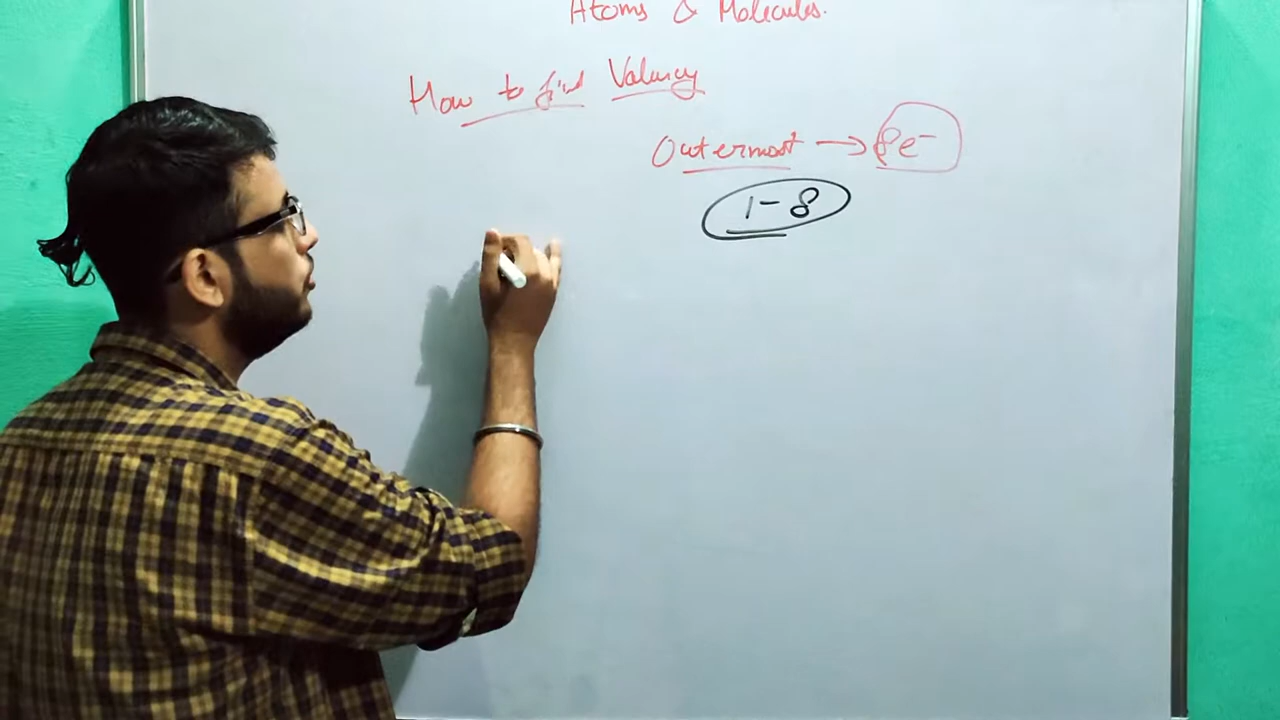 Atoms & Molecules.
How to find Valency
Outermost → 8e⁻
1-8